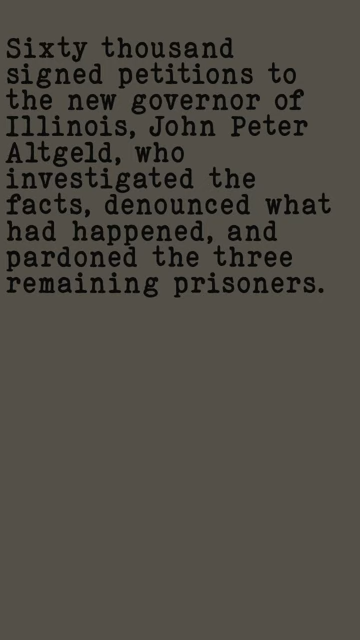 Sixty thousand
signed petitions to
the new governor of
Illinois, John Peter
Altgeld, who
investigated the
facts, denounced what
had happened, and
pardoned the three
remaining prisoners.